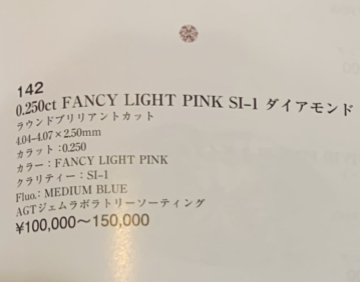 142
0.250ct FANCY LIGHT PINK SI-1 ダイアモンド
ラウンドブリリアントカット
4.04-4.07×2.50mm
カラット:0.250
カラー:FANCY LIGHT PINK
クラリティー:SI-1
Fluo.: MEDIUM BLUE
AGTジェムラボラトリーソーティング
¥100,000〜150,000